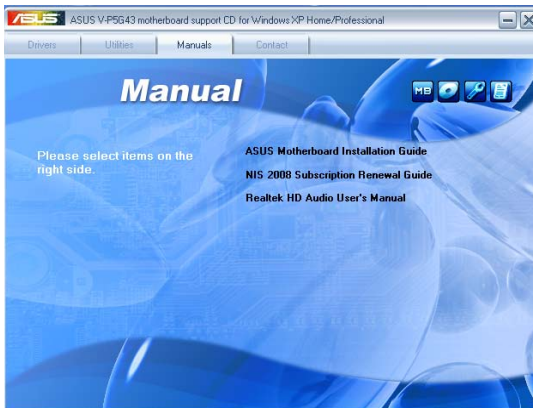 ASUS ASUS V-P5G43 motherboard support CD for Windows XP Home/Professional
Drivers Utilities Manuals Contact
Manual
MB
Please select items on the
right side.
ASUS Motherboard Installation Guide
NIS 2008 Subscription Renewal Guide
Realtek HD Audio User's Manual